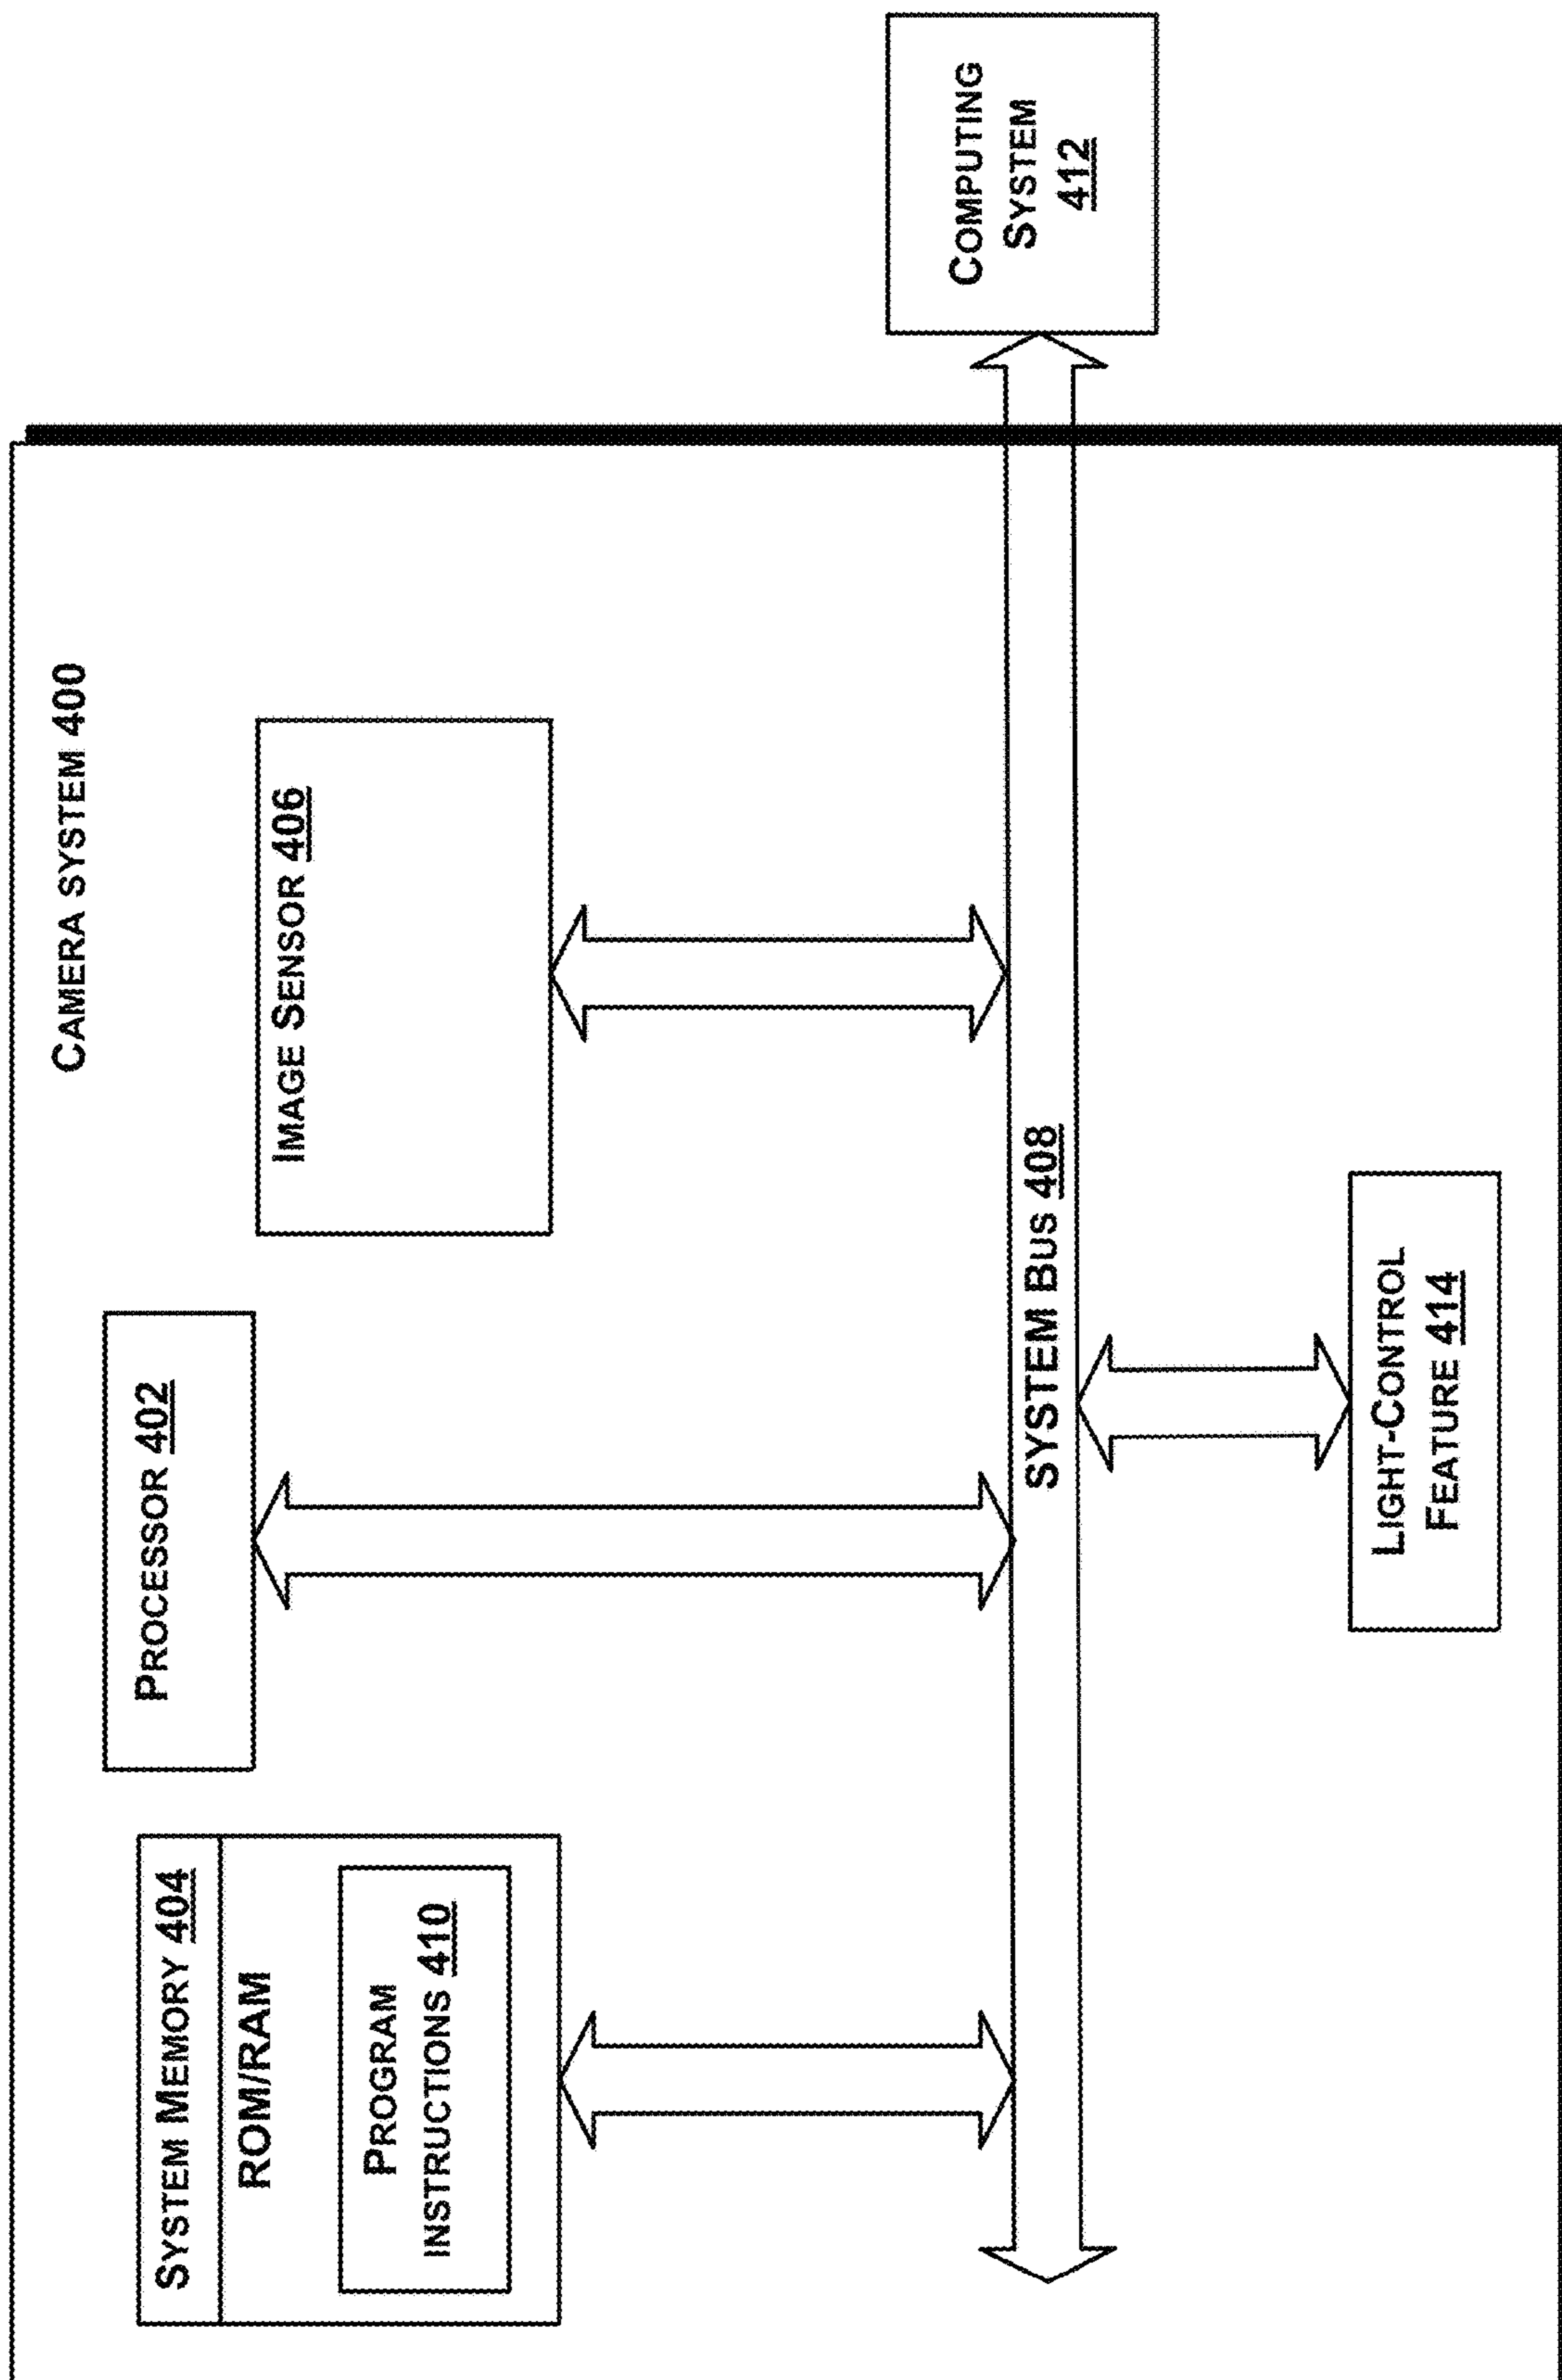 CAMERA SYSTEM 400
SYSTEM MEMORY 404
ROM/RAM
PROGRAM
INSTRUCTIONS 410
PROCESSOR 402
IMAGE SENSOR 406
SYSTEM BUS 408
LIGHT-CONTROL
FEATURE 414
COMPUTING
SYSTEM
412